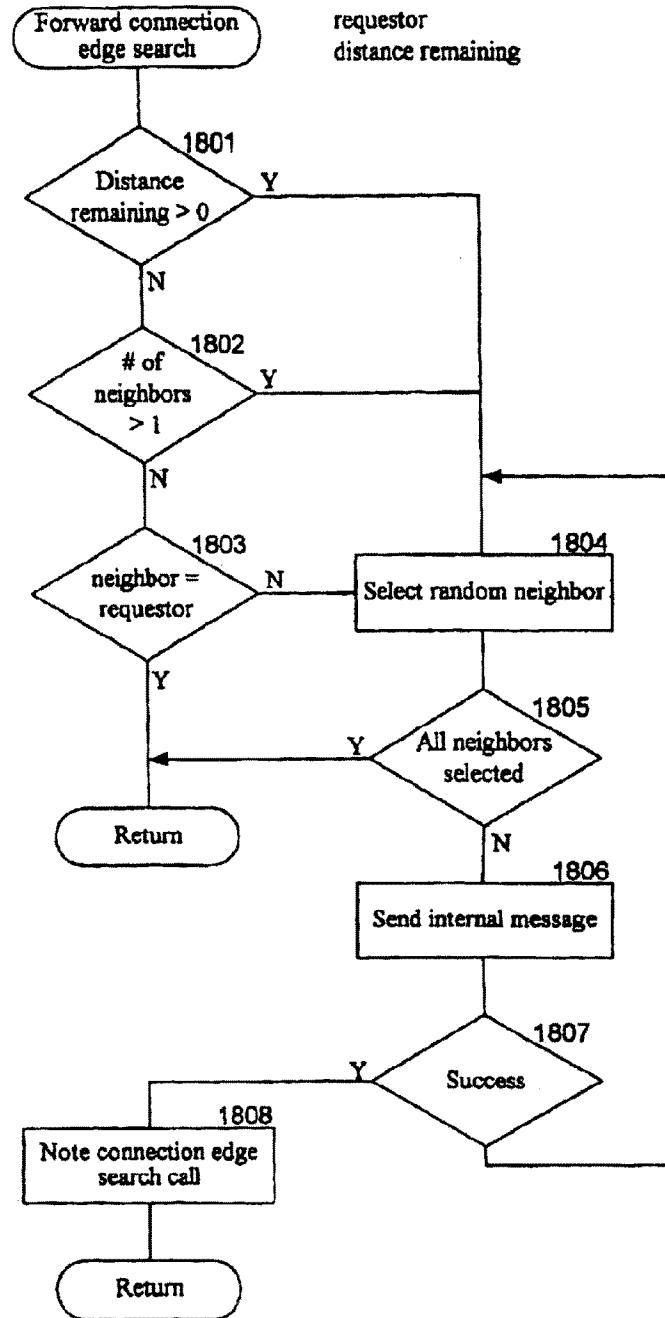 Forward connection
edge search
requestor
distance remaining
1801
Distance
remaining > 0
Y
N
1802
# of
neighbors
> 1
Y
N
1803
neighbor =
requestor
N
Y
1804
Select random neighbor
1805
All neighbors
selected
Y
N
Return
1806
Send internal message
1807
Success
Y
1808
Note connection edge
search call
Return